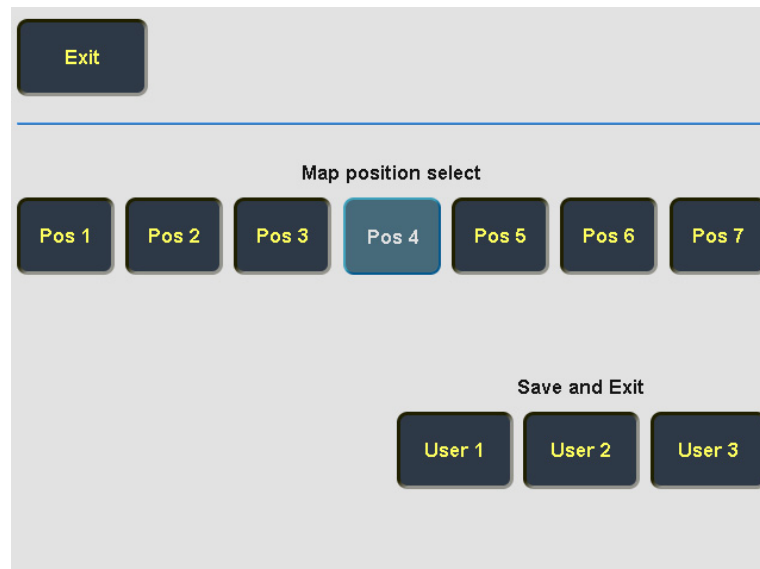 Exit
Map position select
Pos 1 Pos 2 Pos 3 Pos 4 Pos 5 Pos 6 Pos 7
Save and Exit
User 1 User 2 User 3